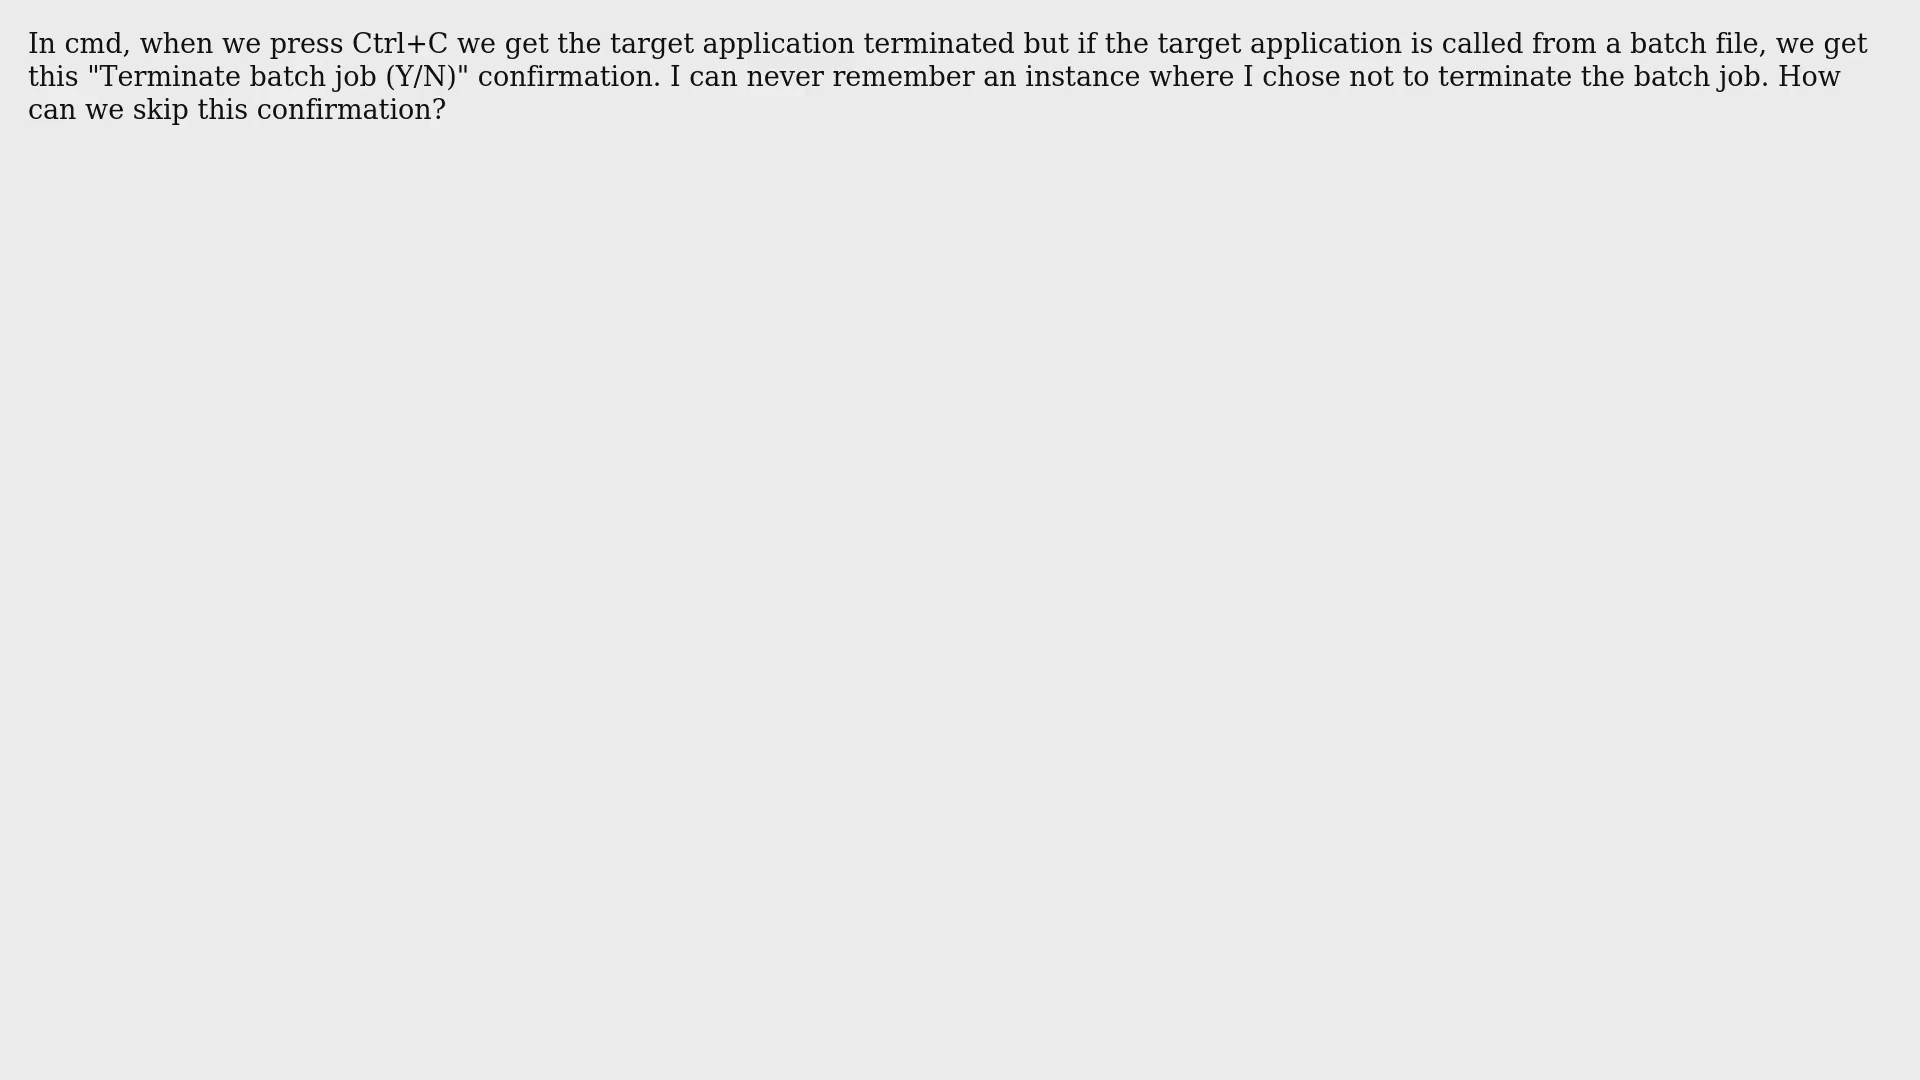 In cmd, when we press Ctrl+C we get the target application terminated but if the target application is called from a batch file, we get
this "Terminate batch job (Y/N)" confirmation. I can never remember an instance where I chose not to terminate the batch job. How
can we skip this confirmation?